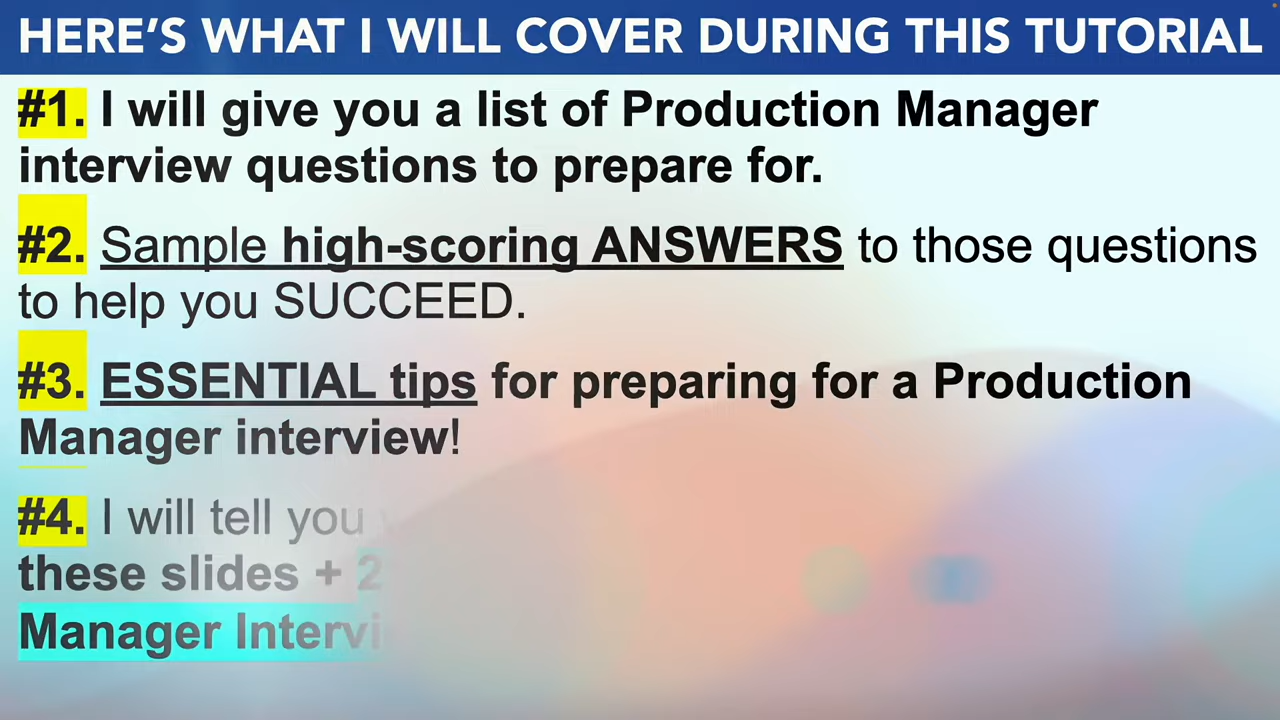 HERE'S WHAT I WILL COVER DURING THIS TUTORIAL
#1. I will give you a list of Production Manager
interview questions to prepare for.
#2. Sample high-scoring ANSWERS to those questions
to help you SUCCEED.
#3. ESSENTIAL tips for preparing for a Production
Manager interview!
#4. I will tell you
these slides + 2
Manager Intervi